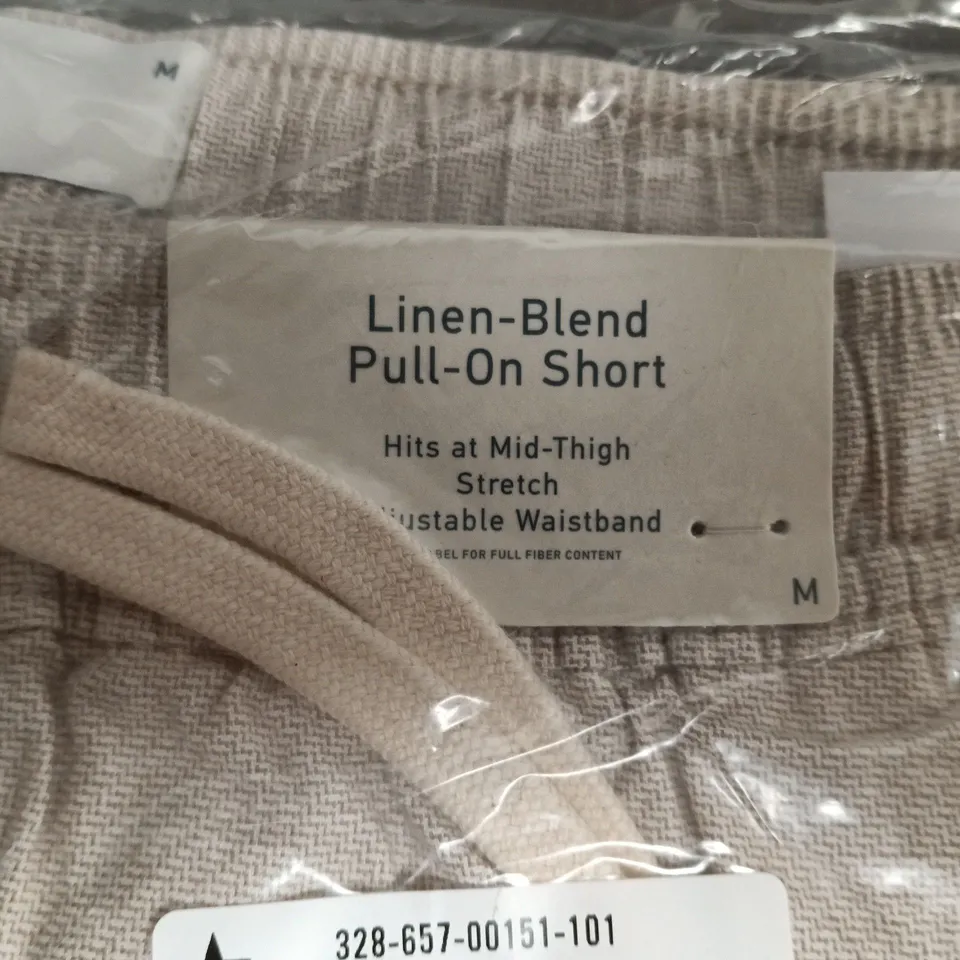 M
Linen-Blend
Pull-On Short
Hits at Mid-Thigh
Stretch
Waistband
FOR FULL FIBER CONTENT
M
328-657-00151-101